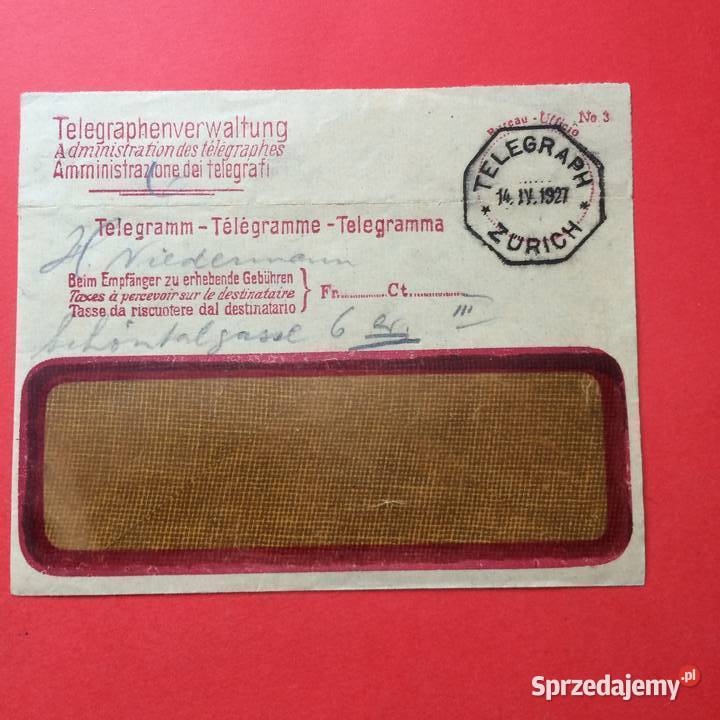 Telegraphenverwaltung
Administration des télégraphes
Amministrazione dei telegrafi
Bureau - Ufficio No. 3
TELEGRAPH
14. IV. 1927
* ZÜRICH *
Telegramm - Télégramme - Telegramma
H. Niedermann
Beim Empfänger zu erhebende Gebühren
Taxes à percevoir sur le destinataire
Tasse da riscuotere dal destinatario
} Fr.......... Ct..........
Schöntalgasse 6 III
Sprzedajemy.pl